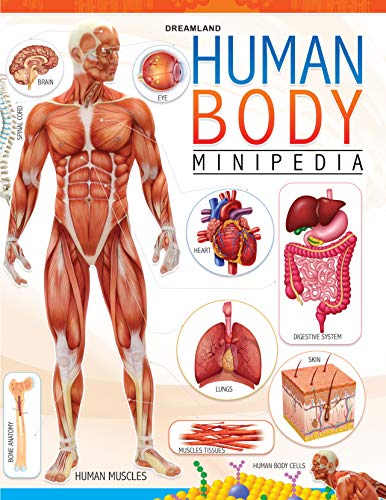 DREAMLAND
HUMAN
BODY
MINIPEDIA
BRAIN
EYE
SPINAL CORD
HEART
DIGESTIVE SYSTEM
LUNGS
SKIN
BONE ANATOMY
MUSCLES TISSUES
HUMAN MUSCLES
HUMAN BODY CELLS